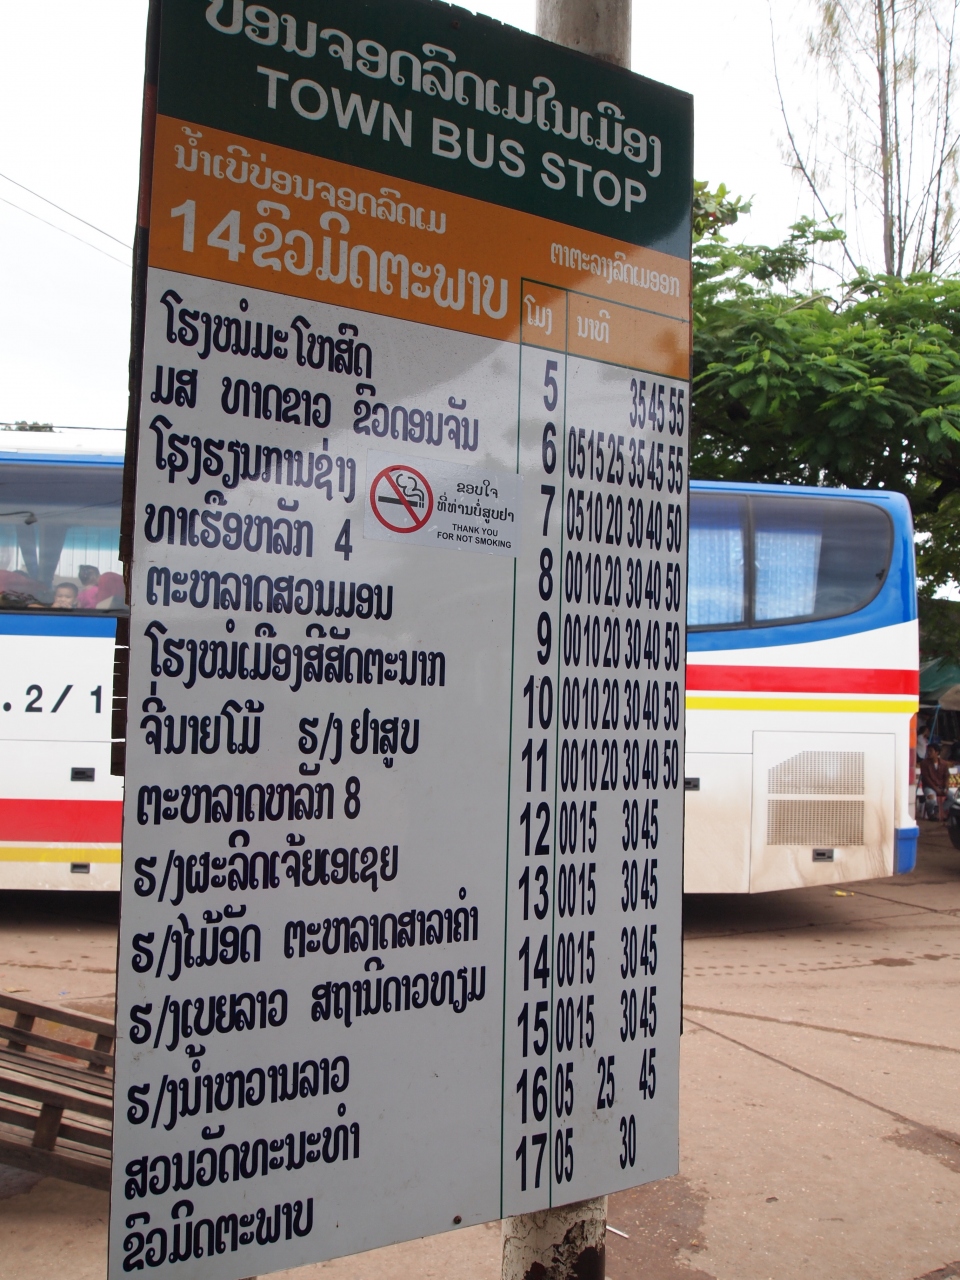 ບ່ອນຈອດລົດເມໃນເມືອງ
TOWN BUS STOP
ນ້ຳເບີບ່ອນຈອດລົດເມ
14 ຂົວມິດຕະພາບ
ຕາຕະລາງລົດເມອອກ
ໂມງ ນາທີ
ໂຮງໝໍມະໂຫສົດ
ມສ ທາດຂາວ ຂົວດອນຈັນ
ໂຮງຮຽນການຊ່າງ
ທາເຮືອຫລັກ 4
ຕະຫລາດສວນມອນ
ໂຮງໝໍເມືອງສີສັດຕະນາກ
ຈິ່ນາຍໂມ້ ຮ/ງຢາສູບ
ຕະຫລາດຫລັກ 8
ຮ/ງຜະລິດເຈ້ຍເອເຊຍ
ຮ/ງໄມ້ອັດ ຕະຫລາດສາລາຄຳ
ຮ/ງເບຍລາວ ສຖານີດາວທຽມ
ຮ/ງນ້ຳຫວານລາວ
ສວນວັດທະນະທຳ
ຂົວມິດຕະພາບ
ຂອບໃຈ
ທີ່ທ່ານບໍ່ສູບຢາ
THANK YOU
FOR NOT SMOKING
5 35 45 55
6 05 15 25 35 45 55
7 05 10 20 30 40 50
8 00 10 20 30 40 50
9 00 10 20 30 40 50
10 00 10 20 30 40 50
11 00 10 20 30 40 50
12 00 15 30 45
13 00 15 30 45
14 00 15 30 45
15 00 15 30 45
16 05 25 45
17 05 30
.2/1